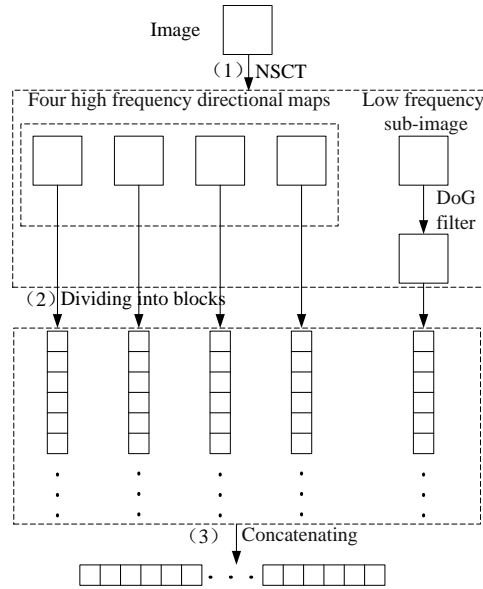 Image
（1）NSCT
Four high frequency directional maps
Low frequency
sub-image
DoG
filter
（2）Dividing into blocks
（3）Concatenating